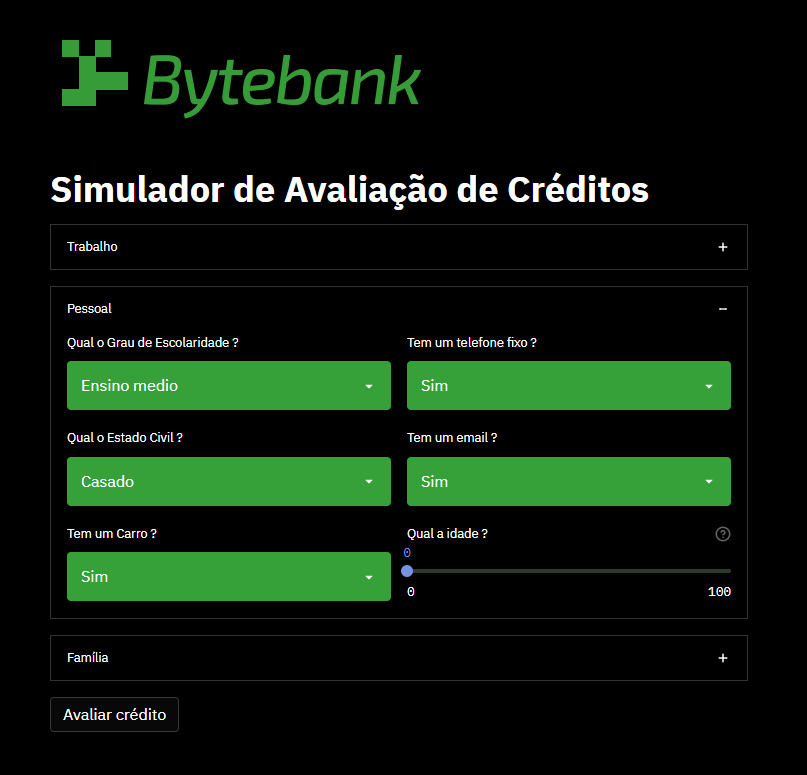 Bytebank
Simulador de Avaliação de Créditos
Trabalho
Pessoal
Qual o Grau de Escolaridade ?
Tem um telefone fixo ?
Ensino medio
Sim
Qual o Estado Civil ?
Tem um email ?
Casado
Sim
Tem um Carro ?
Qual a idade ?
0
Sim
0
100
Família
Avaliar crédito